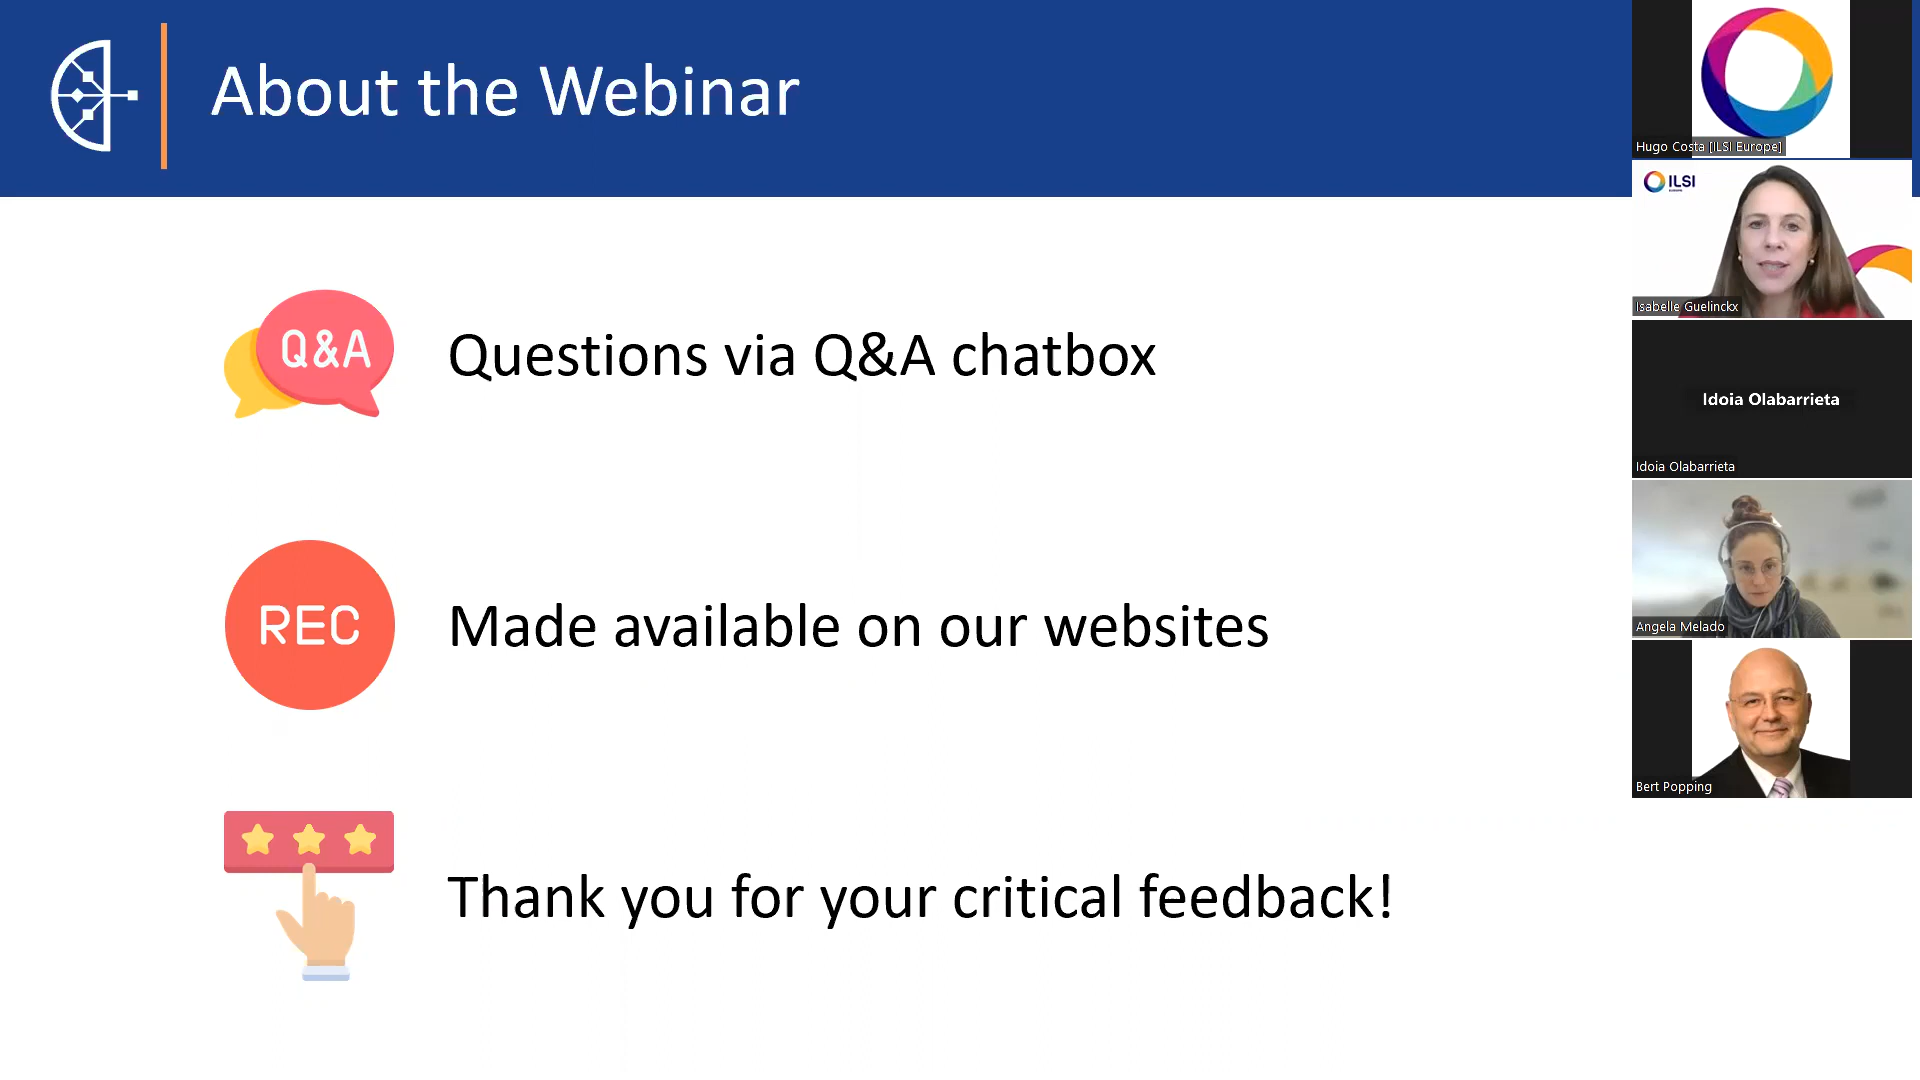 About the Webinar
Q&A
Questions via Q&A chatbox
REC
Made available on our websites
Thank you for your critical feedback!
Hugo Costa [ILSI Europe]
ILSI
Isabelle Guelinckx
Idoia Olabarrieta
Idoia Olabarrieta
Angela Melado
Bert Popping